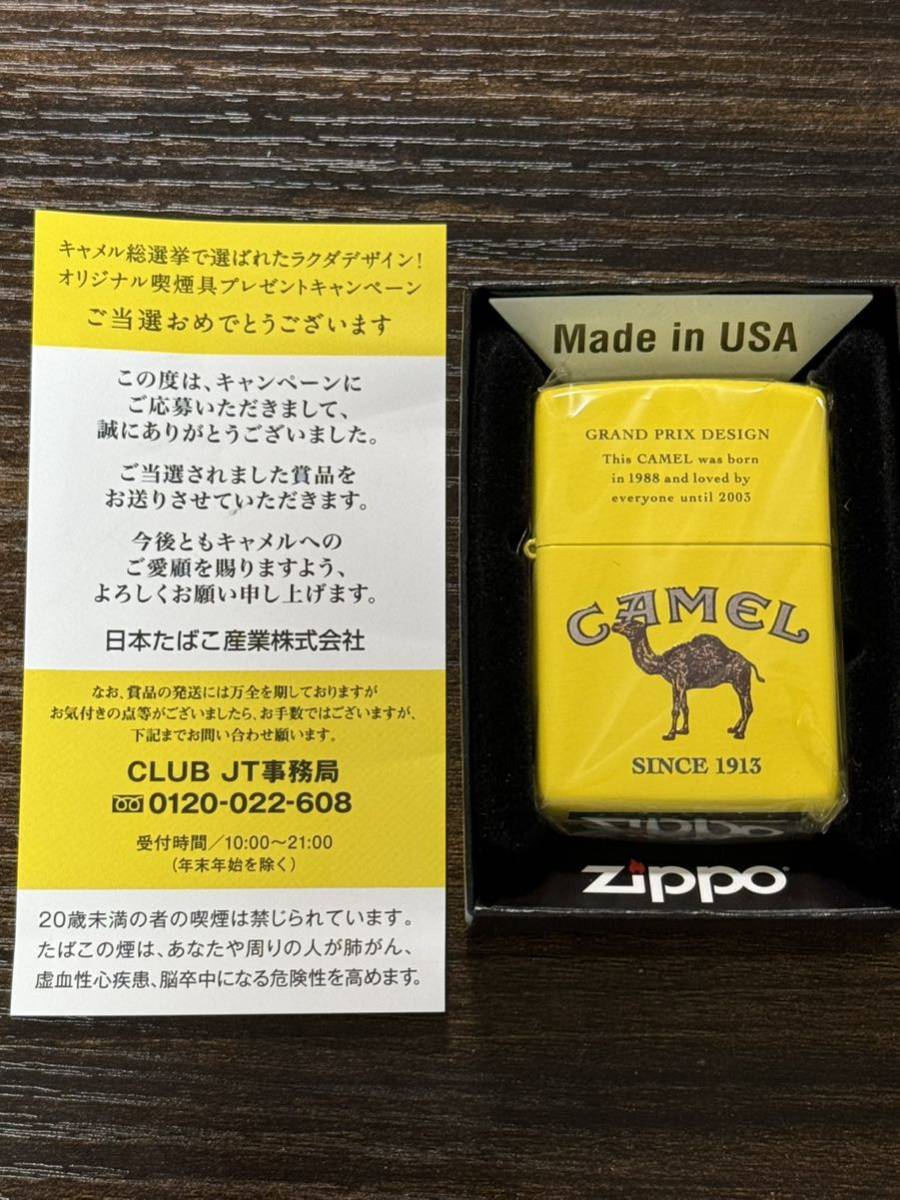 キャメル総選挙で選ばれたラクダデザイン!
オリジナル喫煙具プレゼントキャンペーン
ご当選おめでとうございます
この度は、キャンペーンに
ご応募いただきまして、
誠にありがとうございました。
ご当選されました賞品を
お送りさせていただきます。
今後ともキャメルへの
ご愛顧を賜りますよう、
よろしくお願い申し上げます。
日本たばこ産業株式会社
なお、賞品の発送には万全を期しておりますが
お気付きの点等がございましたら、お手数ではございますが、
下記までお問い合わせ願います。
CLUB JT事務局
0120-022-608
受付時間/10:00〜21:00
(年末年始を除く)
20歳未満の者の喫煙は禁じられています。
たばこの煙は、あなたや周りの人が肺がん、
虚血性心疾患、脳卒中になる危険性を高めます。
Made in USA
GRAND PRIX DESIGN
This CAMEL was born
in 1988 and loved by
everyone until 2003
CAMEL
SINCE 1913
zippo
zippo